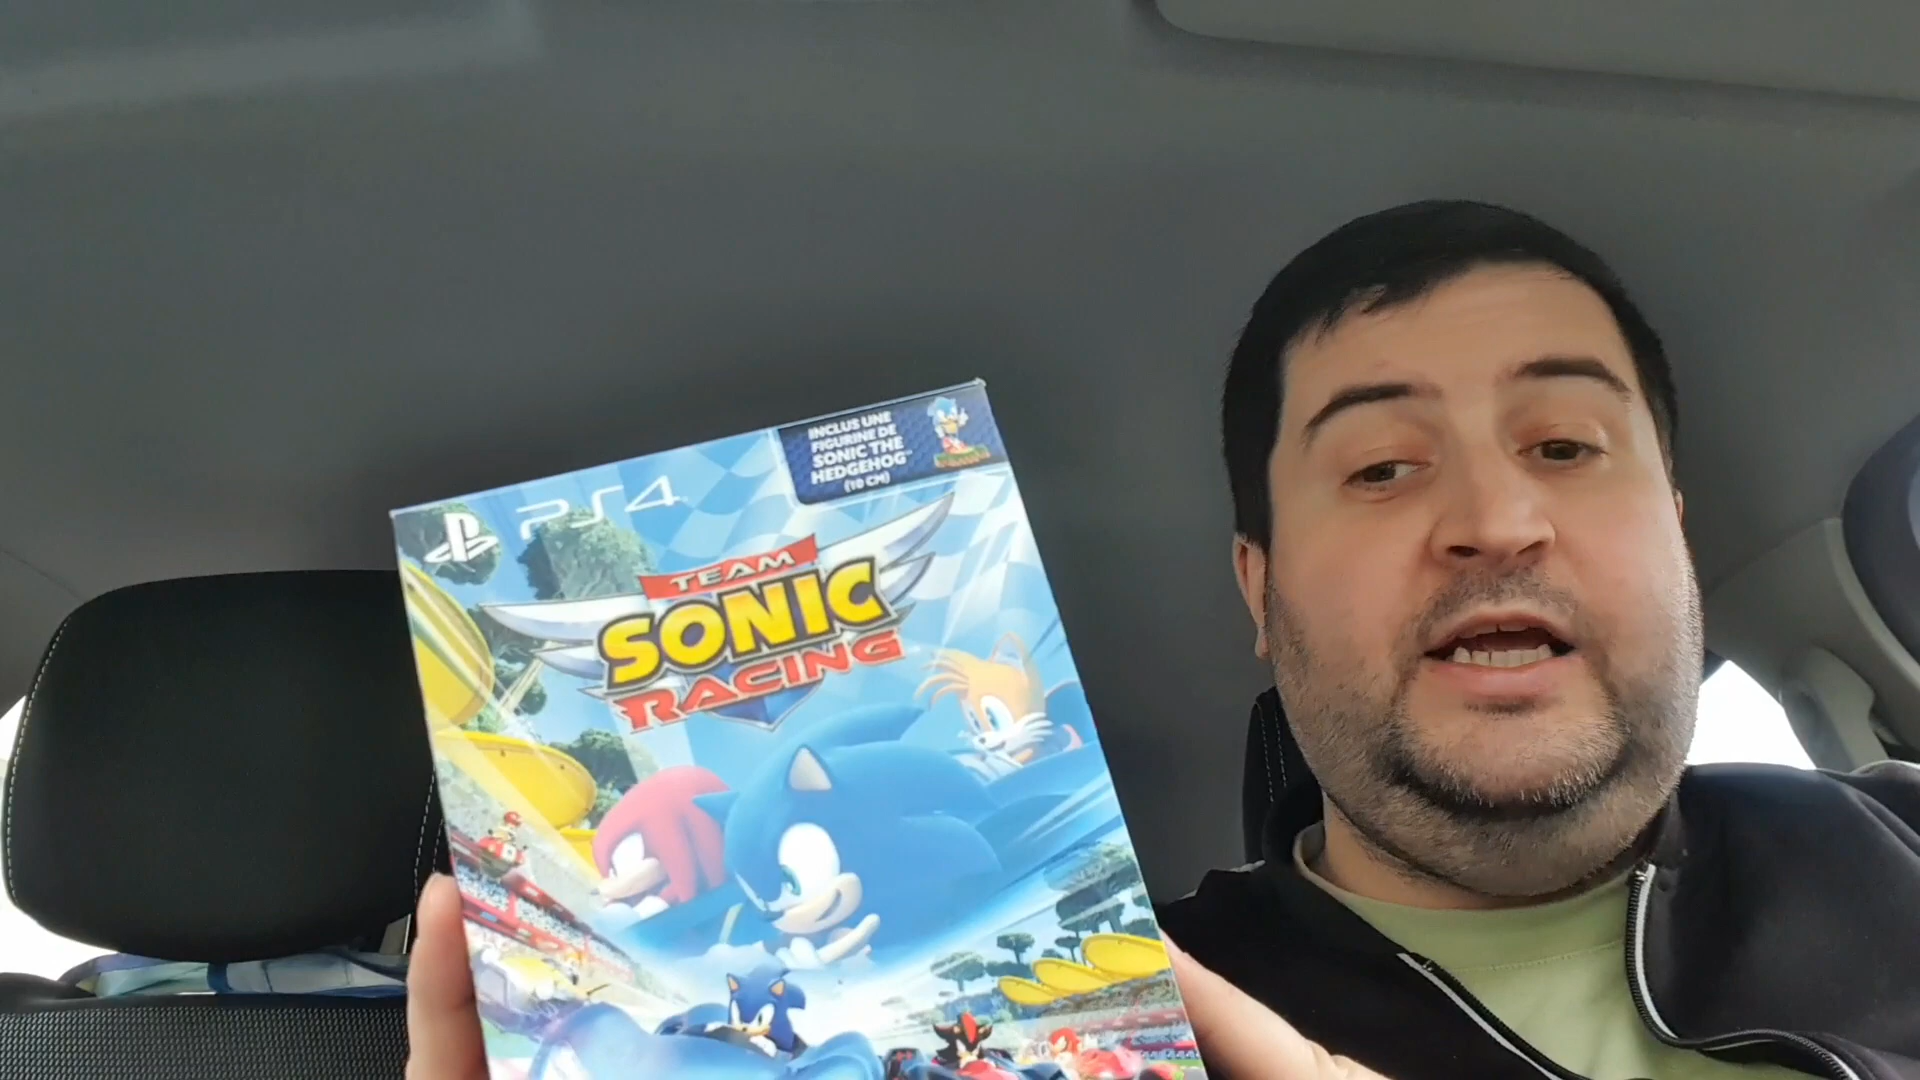 INCLUS UNE
FIGURINE DE
SONIC THE
HEDGEHOG™
(10 CM)
PS4
TEAM
SONIC
RACING